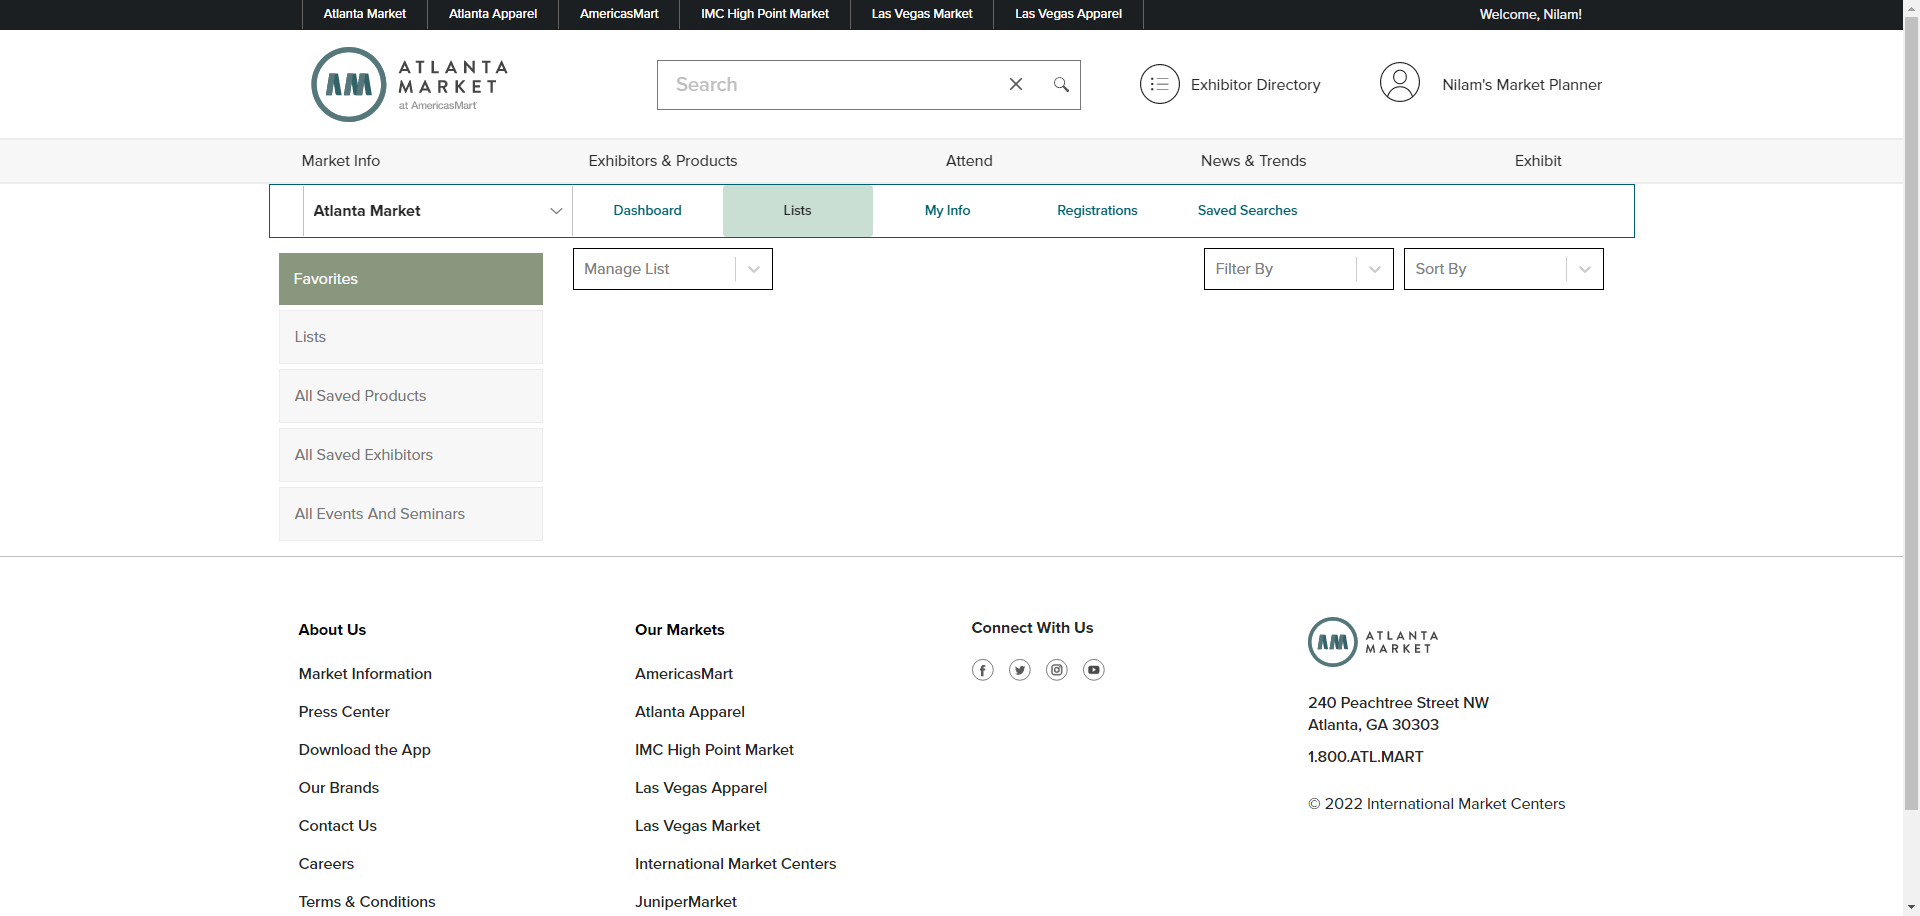 Atlanta Market
Atlanta Apparel
AmericasMart
IMC High Point Market
Las Vegas Market
Las Vegas Apparel
Welcome, Nilam!
AM
ATLANTA
MARKET
at AmericasMart
Search
Exhibitor Directory
Nilam's Market Planner
Market Info
Exhibitors & Products
Attend
News & Trends
Exhibit
Atlanta Market
Dashboard
Lists
My Info
Registrations
Saved Searches
Favorites
Lists
All Saved Products
All Saved Exhibitors
All Events And Seminars
Manage List
Filter By
Sort By
About Us
Market Information
Press Center
Download the App
Our Brands
Contact Us
Careers
Terms & Conditions
Our Markets
AmericasMart
Atlanta Apparel
IMC High Point Market
Las Vegas Apparel
Las Vegas Market
International Market Centers
JuniperMarket
Connect With Us
AM
ATLANTA
MARKET
240 Peachtree Street NW
Atlanta, GA 30303
1.800.ATL.MART
© 2022 International Market Centers